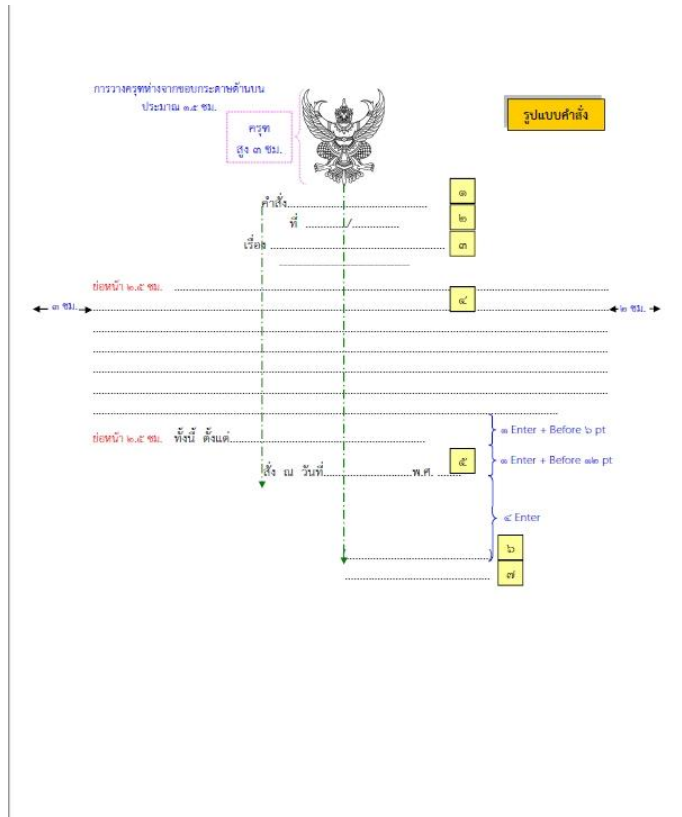 การวางครุฑห่างจากขอบกระดาษด้านบน
ประมาณ ๑.๕ ซม.
รูปแบบคำสั่ง
ครุฑ
สูง ๓ ซม.
คำสั่ง.................................................. ๑
ที่ ............../................ ๒
เรื่อง .............................................................. ๓
ย่อหน้า ๒.๕ ซม.
๔
๓ ซม.
๒ ซม.
๑ Enter + Before ๖ pt
ย่อหน้า ๒.๕ ซม. ทั้งนี้ ตั้งแต่..................................................................
๑ Enter + Before ๑๒ pt
สั่ง ณ วันที่..............................พ.ศ. ........ ๕
๔ Enter
๖
๗